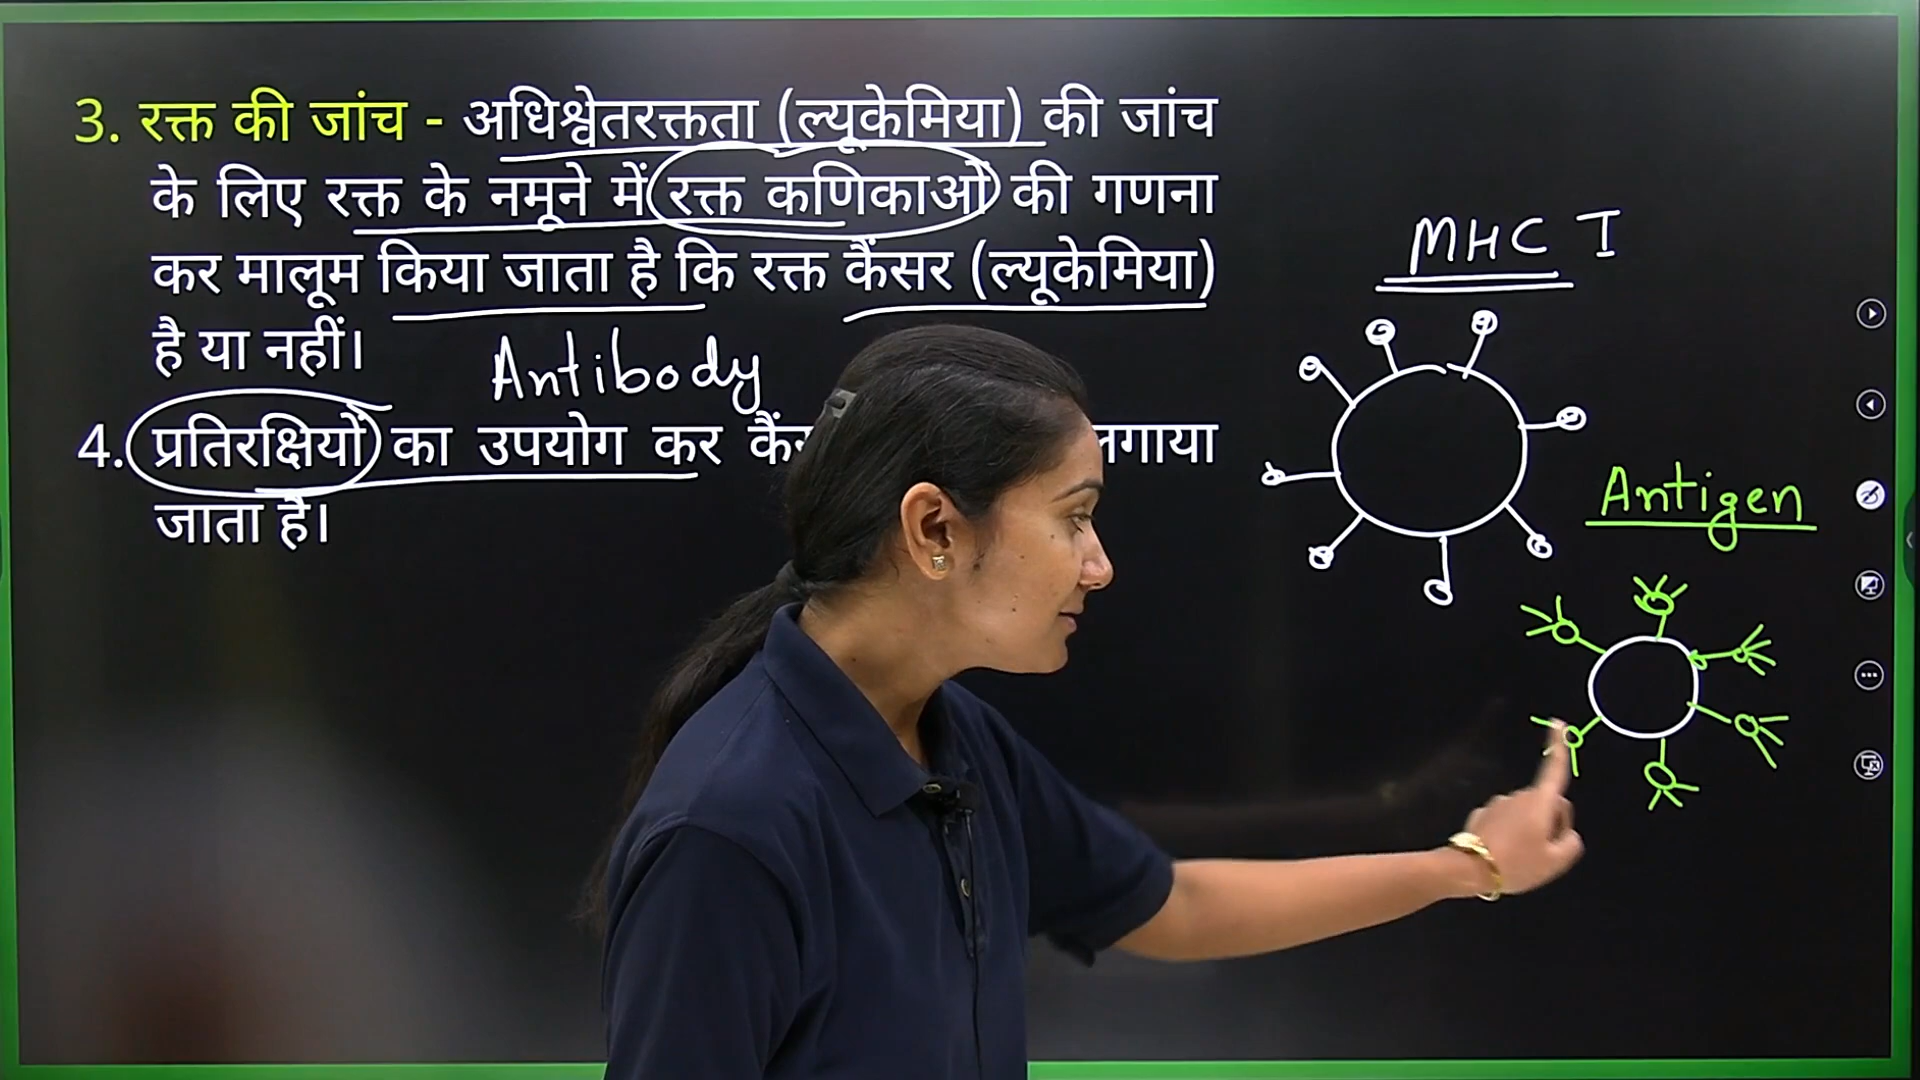 3. रक्त की जांच - अधिश्वेतरक्तता (ल्यूकेमिया) की जांच
के लिए रक्त के नमूने में रक्त कणिकाओं की गणना
कर मालूम किया जाता है कि रक्त कैंसर (ल्यूकेमिया)
है या नहीं।
Antibody
4. प्रतिरक्षियों का उपयोग कर
जाता है।
MHC I
Antigen